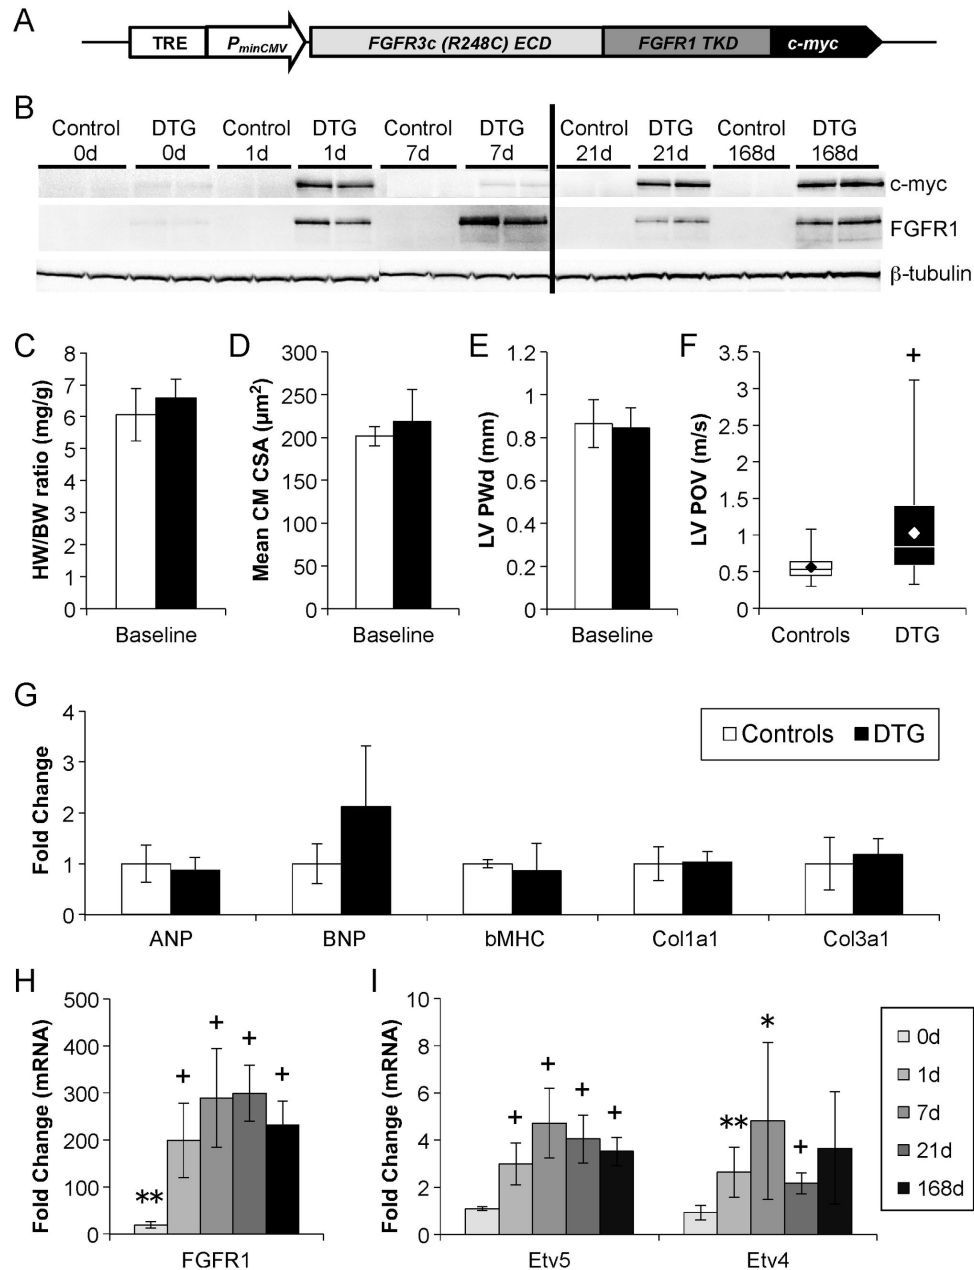 A
TRE PminCMV FGFR3c (R248C) ECD FGFR1 TKD c-myc
B
Control DTG Control DTG Control DTG Control DTG Control DTG
0d 0d 1d 1d 7d 7d 21d 21d 168d 168d
c-myc
FGFR1
β-tubulin
C
HW/BW ratio (mg/g)
8
7
6
5
4
3
2
1
0
Baseline
D
Mean CM CSA (µm²)
300
250
200
150
100
50
0
Baseline
E
LV PWd (mm)
1.2
1
0.8
0.6
0.4
0.2
0
Baseline
F
LV POV (m/s)
3.5
3
2.5
2
1.5
1
0.5
0
+
Controls DTG
G
Fold Change
4
3
2
1
0
Controls DTG
ANP BNP bMHC Col1a1 Col3a1
H
Fold Change (mRNA)
500
400
300
200
100
0
** + + + +
FGFR1
I
Fold Change (mRNA)
10
8
6
4
2
0
+ + + + ** * +
Etv5 Etv4
0d
1d
7d
21d
168d